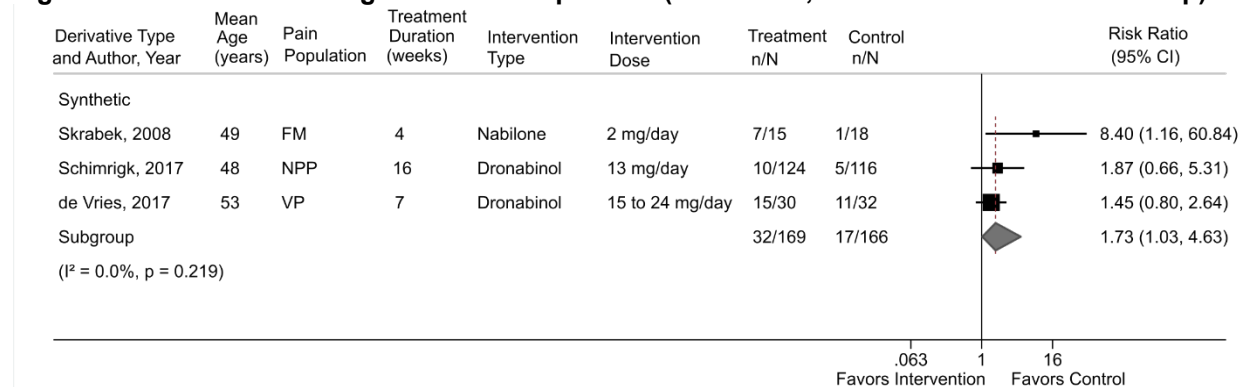 Derivative Type and Author, Year Mean Age (years) Pain Population Treatment Duration (weeks) Intervention Type Intervention Dose Treatment n/N Control n/N Risk Ratio (95% CI)
Synthetic
Skrabek, 2008 49 FM 4 Nabilone 2 mg/day 7/15 1/18 8.40 (1.16, 60.84)
Schimrigk, 2017 48 NPP 16 Dronabinol 13 mg/day 10/124 5/116 1.87 (0.66, 5.31)
de Vries, 2017 53 VP 7 Dronabinol 15 to 24 mg/day 15/30 11/32 1.45 (0.80, 2.64)
Subgroup 32/169 17/166 1.73 (1.03, 4.63)
(I² = 0.0%, p = 0.219)
.063 1 16
Favors Intervention Favors Control